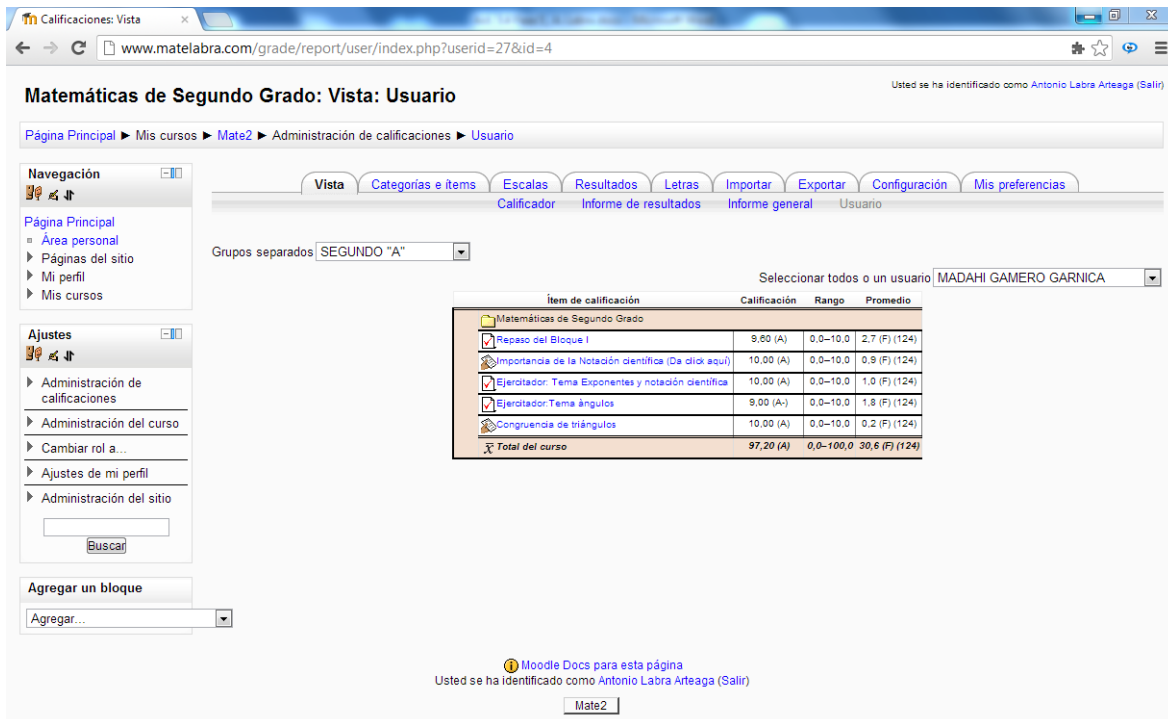 Calificaciones: Vista
www.matelabra.com/grade/report/user/index.php?userid=27&id=4
Usted se ha identificado como Antonio Labra Arteaga (Salir)
Matemáticas de Segundo Grado: Vista: Usuario
Página Principal ► Mis cursos ► Mate2 ► Administración de calificaciones ► Usuario
Navegación
Página Principal
Área personal
Páginas del sitio
Mi perfil
Mis cursos
Ajustes
Administración de
calificaciones
Administración del curso
Cambiar rol a...
Ajustes de mi perfil
Administración del sitio
Buscar
Agregar un bloque
Agregar...
Vista Categorías e ítems Escalas Resultados Letras Importar Exportar Configuración Mis preferencias
Calificador Informe de resultados Informe general Usuario
Grupos separados SEGUNDO "A"
Seleccionar todos o un usuario MADAHI GAMERO GARNICA
Ítem de calificación Calificación Rango Promedio
Matemáticas de Segundo Grado
Repaso del Bloque I 9,60 (A) 0,0–10,0 2,7 (F) (124)
Importancia de la Notación científica (Da click aquí) 10,00 (A) 0,0–10,0 0,9 (F) (124)
Ejercitador: Tema Exponentes y notación científica 10,00 (A) 0,0–10,0 1,0 (F) (124)
Ejercitador:Tema àngulos 9,00 (A-) 0,0–10,0 1,8 (F) (124)
Congruencia de triángulos 10,00 (A) 0,0–10,0 0,2 (F) (124)
x̅ Total del curso 97,20 (A) 0,0–100,0 30,6 (F) (124)
Moodle Docs para esta página
Usted se ha identificado como Antonio Labra Arteaga (Salir)
Mate2